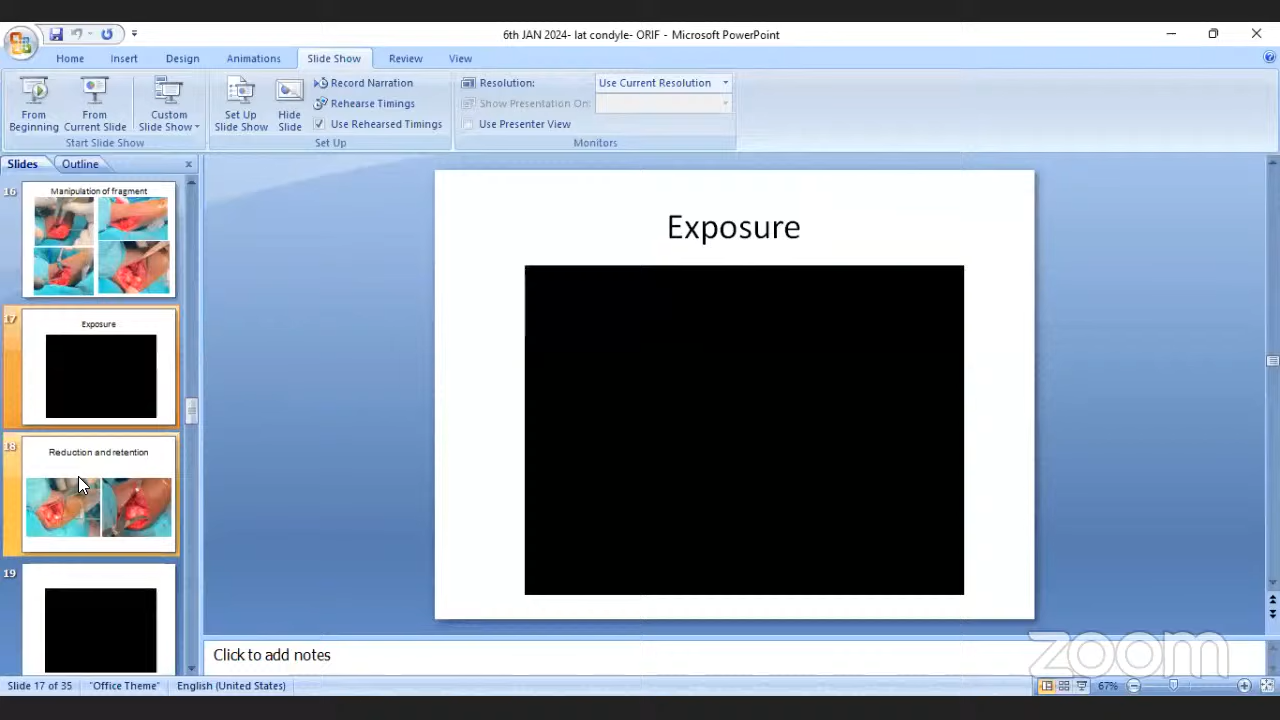 6th JAN 2024- lat condyle- ORIF - Microsoft PowerPoint
Home Insert Design Animations Slide Show Review View
From Beginning
From Current Slide
Custom Slide Show
Start Slide Show
Set Up Slide Show
Hide Slide
Record Narration
Rehearse Timings
Use Rehearsed Timings
Set Up
Resolution: Use Current Resolution
Show Presentation On:
Use Presenter View
Monitors
Slides Outline
16
Manipulation of fragment
17
Exposure
18
Reduction and retention
19
Exposure
Click to add notes
zoom
Slide 17 of 35 "Office Theme" English (United States) 67%